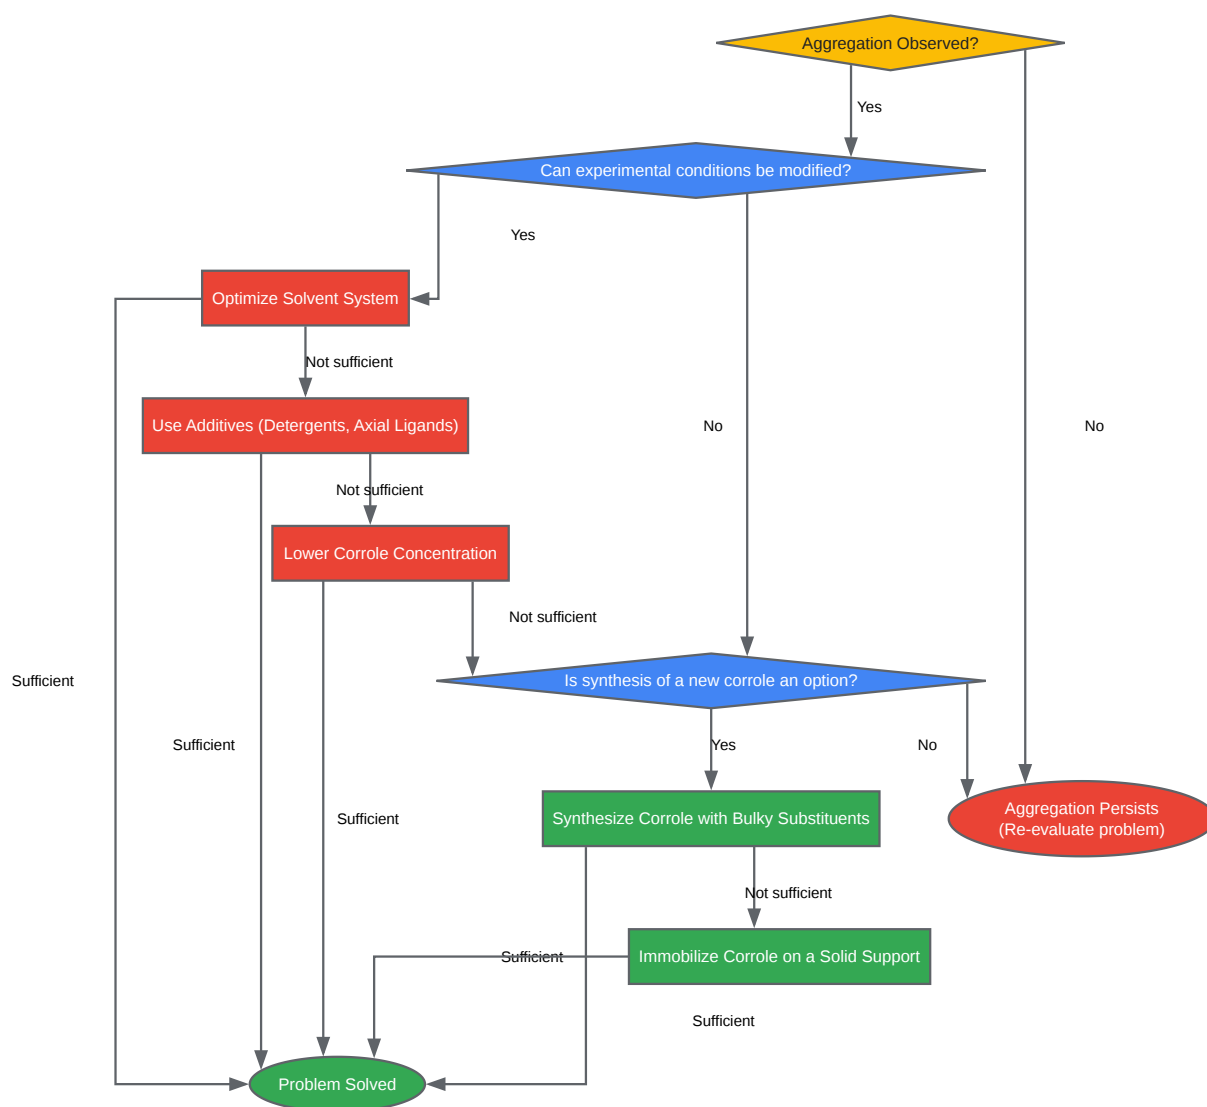 Aggregation Observed?
Yes
Can experimental conditions be modified?
Yes
Optimize Solvent System
Not sufficient
Use Additives (Detergents, Axial Ligands)
No
No
Not sufficient
Lower Corrole Concentration
Not sufficient
Sufficient
Is synthesis of a new corrole an option?
Sufficient
Yes
No
Sufficient
Synthesize Corrole with Bulky Substituents
Aggregation Persists
(Re-evaluate problem)
Not sufficient
Sufficient
Immobilize Corrole on a Solid Support
Sufficient
Problem Solved